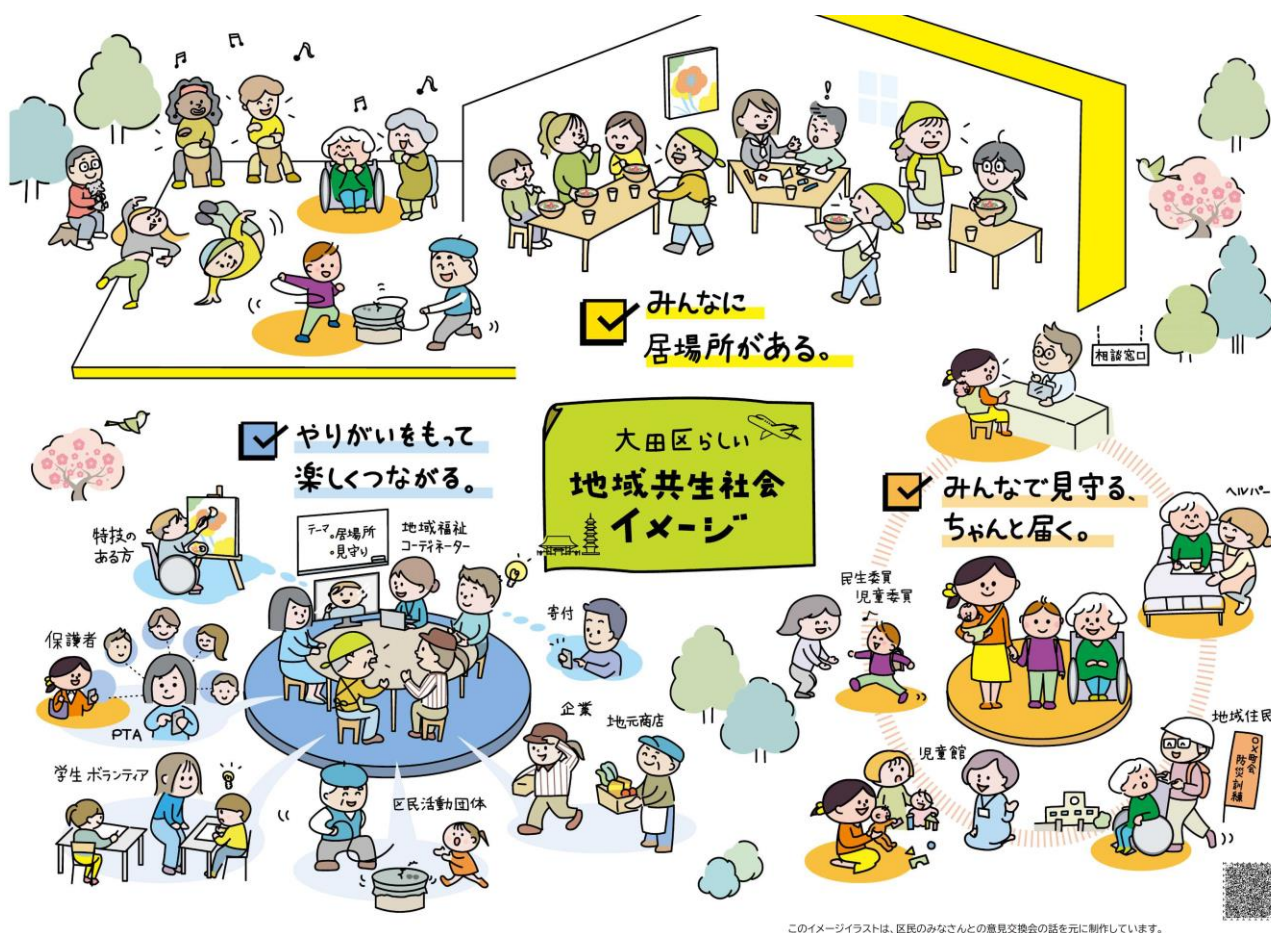 みんなに
居場所がある。
相談窓口
やりがいをもって
楽しくつながる。
大田区らしい
地域共生社会
イメージ
みんなで見守る、
ちゃんと届く。
特技の
ある方
テーマ
・居場所
・見守り
地域福祉
コーディネーター
寄付
保護者
PTA
学生ボランティア
区民活動団体
企業
地元商店
ヘルパー
民生委員
児童委員
児童館
地域住民
〇×町会
防災訓練
このイメージイラストは、区民のみなさんとの意見交換会の話を元に制作しています。